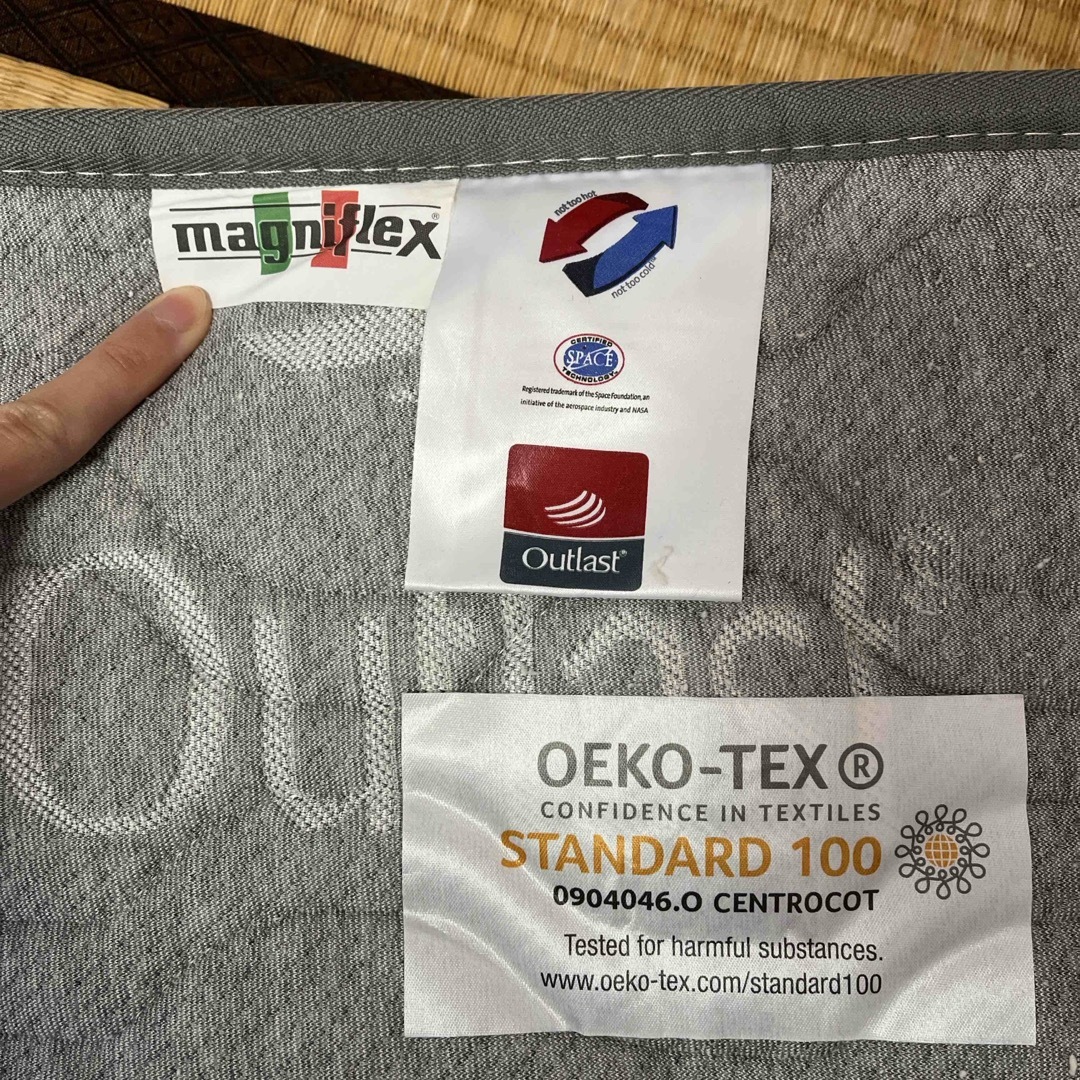 magniflex®
not too hot
not too cold™
CERTIFIED
SPACE
TECHNOLOGY
Registered trademark of the Space Foundation, an
initiative of the aerospace industry and NASA
Outlast®
Outlast®
OEKO-TEX®
CONFIDENCE IN TEXTILES
STANDARD 100
0904046.O CENTROCOT
Tested for harmful substances.
www.oeko-tex.com/standard100